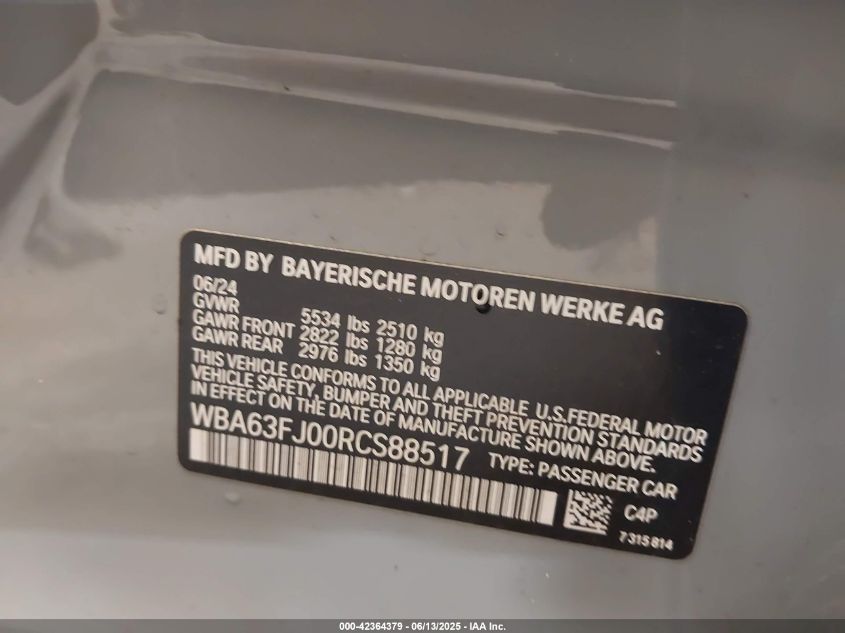 MFD BY BAYERISCHE MOTOREN WERKE AG
06/24
GVWR 5534 lbs 2510 kg
GAWR FRONT 2822 lbs 1280 kg
GAWR REAR 2976 lbs 1350 kg
THIS VEHICLE CONFORMS TO ALL APPLICABLE U.S.FEDERAL MOTOR
VEHICLE SAFETY, BUMPER AND THEFT PREVENTION STANDARDS
IN EFFECT ON THE DATE OF MANUFACTURE SHOWN ABOVE.
WBA63FJ00RCS88517 TYPE: PASSENGER CAR
C4P
7315814
000-42364379 - 06/13/2025 - IAA Inc.